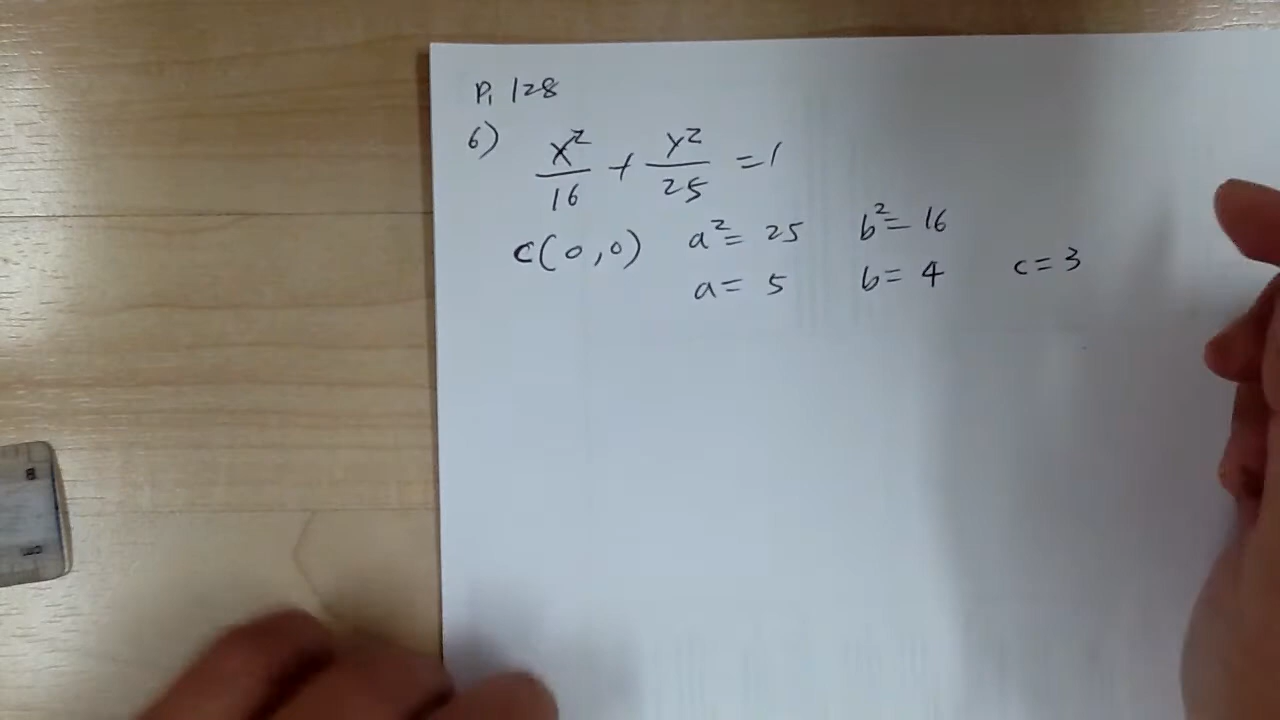 P. 128
6) x²/16 + y²/25 = 1
C(0,0) a² = 25 b² = 16
a = 5 b = 4 c = 3